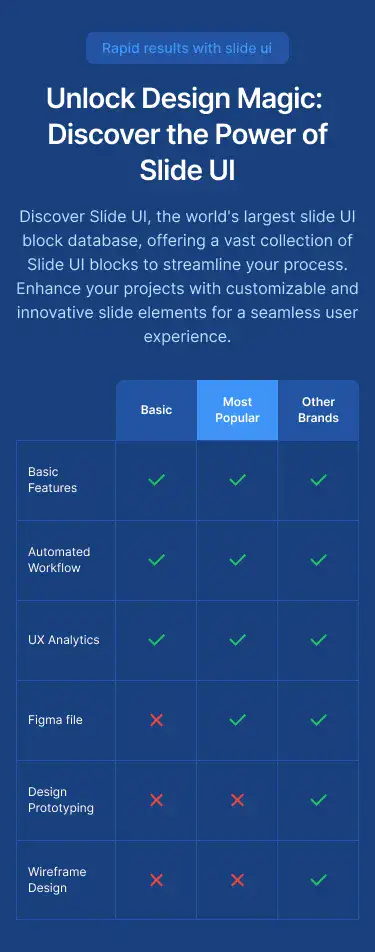 Rapid results with slide ui
Unlock Design Magic:
Discover the Power of
Slide UI
Discover Slide UI, the world's largest slide UI
block database, offering a vast collection of
Slide UI blocks to streamline your process.
Enhance your projects with customizable and
innovative slide elements for a seamless user
experience.
Basic
Most
Popular
Other
Brands
Basic
Features
Automated
Workflow
UX Analytics
Figma file
Design
Prototyping
Wireframe
Design